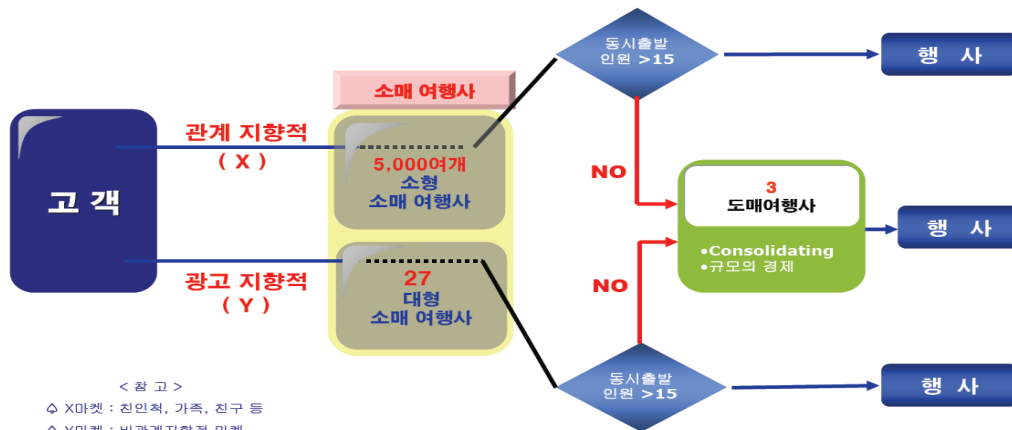 동시출발
인원 >15
행 사
소매 여행사
관계 지향적
( X )
5,000여개
소형
소매 여행사
NO
3
도매여행사
고 객
행 사
•Consolidating
•규모의 경제
광고 지향적
( Y )
27
대형
소매 여행사
NO
동시출발
인원 >15
행 사
< 참 고 >
♤ X마켓 : 친인척, 가족, 친구 등